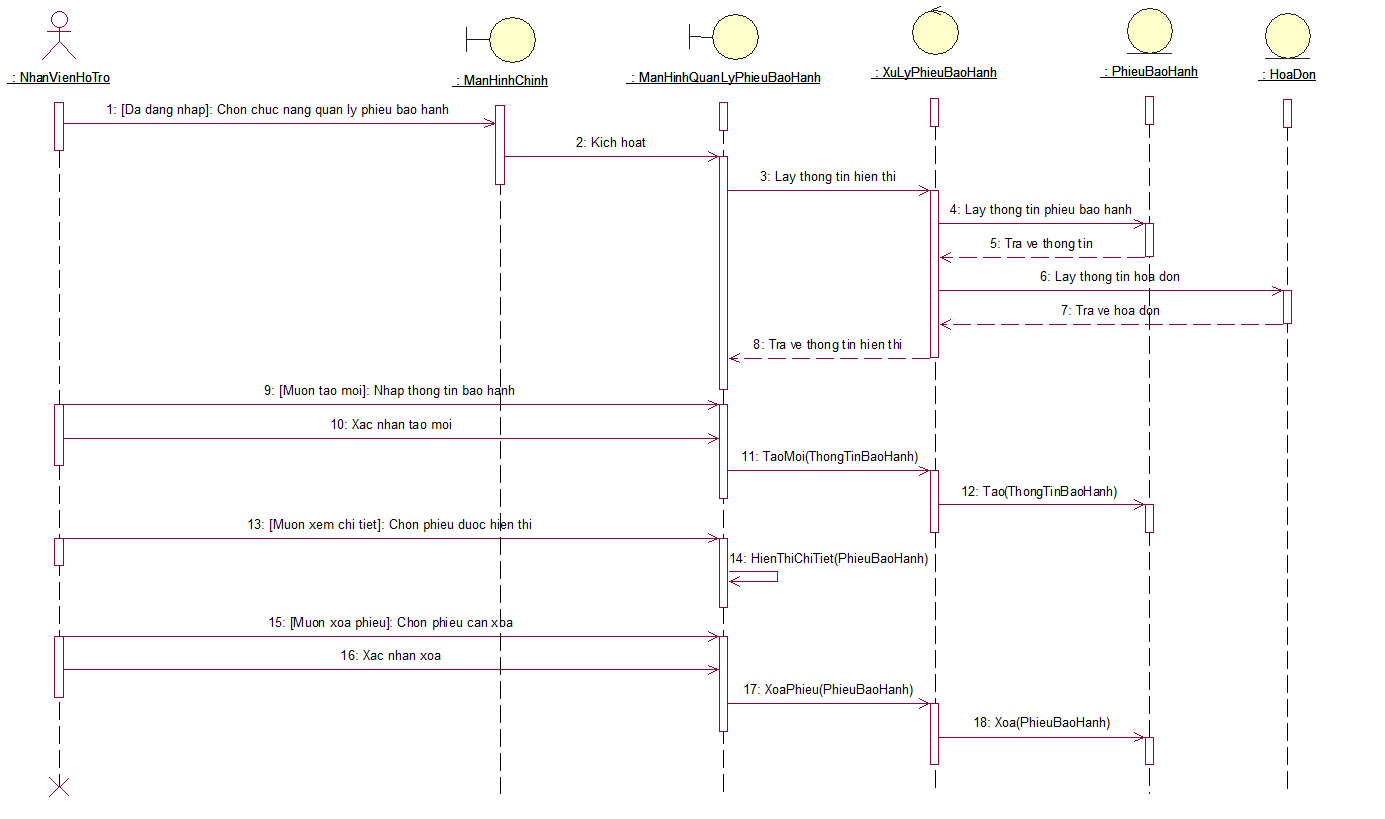 : NhanVienHoTro
: ManHinhChinh
: ManHinhQuanLyPhieuBaoHanh
: XuLyPhieuBaoHanh
: PhieuBaoHanh
: HoaDon
1: [Da dang nhap]: Chon chuc nang quan ly phieu bao hanh
2: Kich hoat
3: Lay thong tin hien thi
4: Lay thong tin phieu bao hanh
5: Tra ve thong tin
6: Lay thong tin hoa don
7: Tra ve hoa don
8: Tra ve thong tin hien thi
9: [Muon tao moi]: Nhap thong tin bao hanh
10: Xac nhan tao moi
11: TaoMoi(ThongTinBaoHanh)
12: Tao(ThongTinBaoHanh)
13: [Muon xem chi tiet]: Chon phieu duoc hien thi
14: HienThiChiTiet(PhieuBaoHanh)
15: [Muon xoa phieu]: Chon phieu can xoa
16: Xac nhan xoa
17: XoaPhieu(PhieuBaoHanh)
18: Xoa(PhieuBaoHanh)